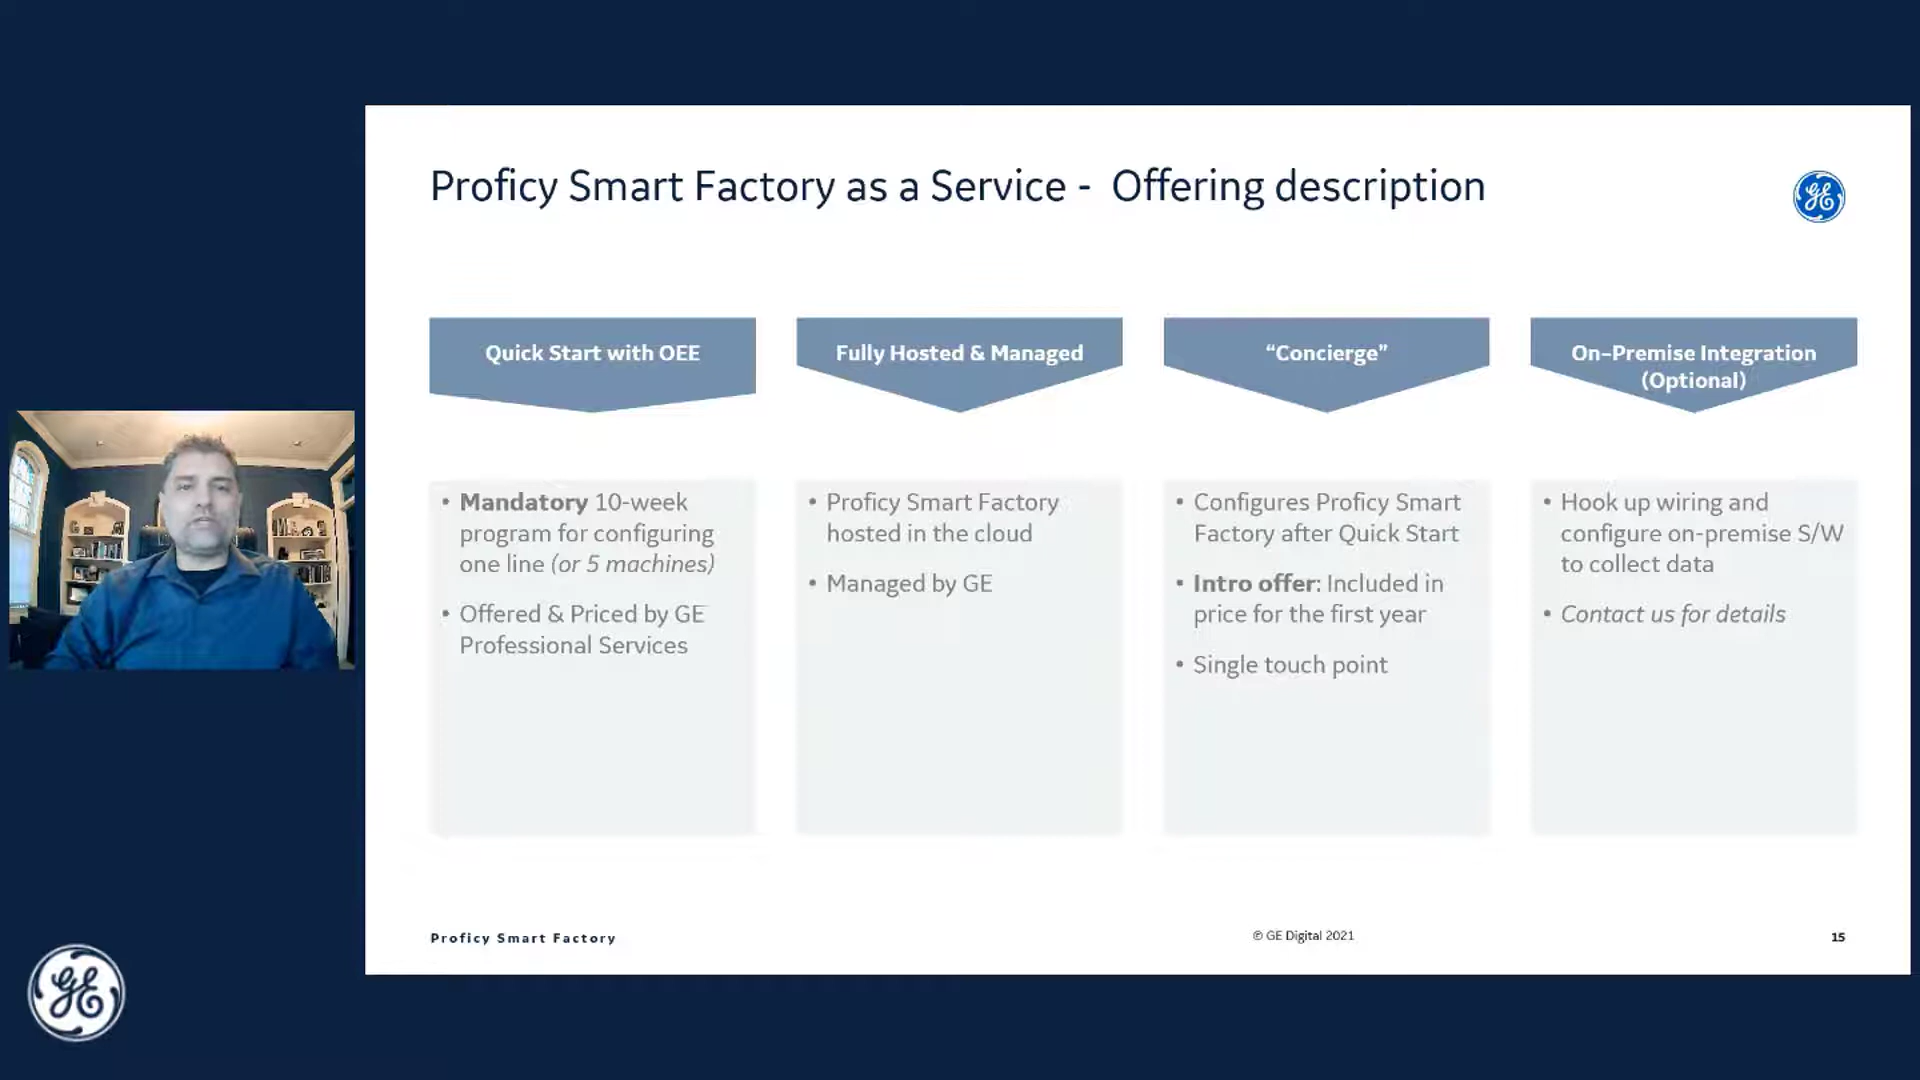 Proficy Smart Factory as a Service -  Offering description
GE
Quick Start with OEE
• Mandatory 10-week
program for configuring
one line (or 5 machines)
• Offered & Priced by GE
Professional Services
Fully Hosted & Managed
• Proficy Smart Factory
hosted in the cloud
• Managed by GE
“Concierge”
• Configures Proficy Smart
Factory after Quick Start
• Intro offer: Included in
price for the first year
• Single touch point
On-Premise Integration
(Optional)
• Hook up wiring and
configure on-premise S/W
to collect data
• Contact us for details
Proficy Smart Factory
© GE Digital 2021
15
GE